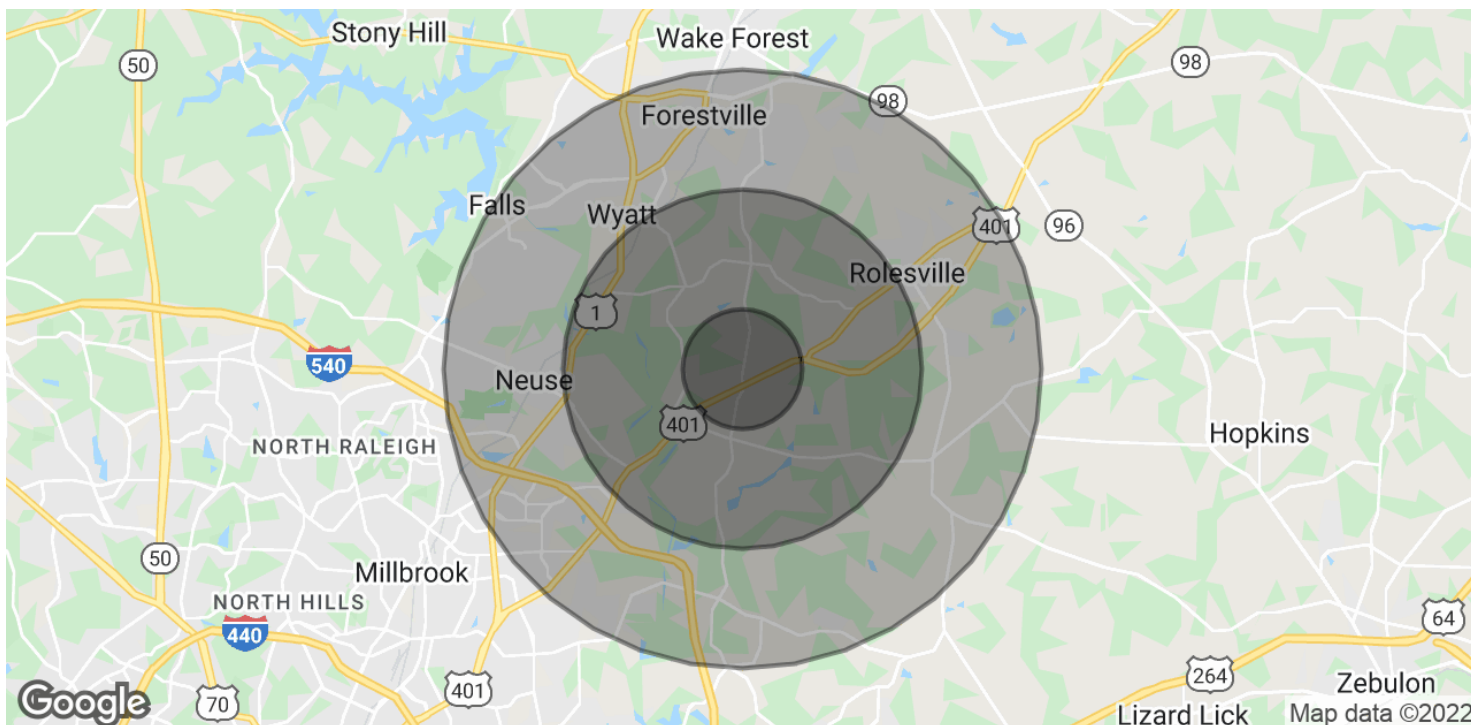 Stony Hill
Wake Forest
50
98
98
Forestville
Falls
Wyatt
401
96
Rolesville
1
540
Neuse
401
NORTH RALEIGH
Hopkins
50
Millbrook
NORTH HILLS
440
64
401
264
70
Zebulon
Google
Lizard Lick
Map data ©2022